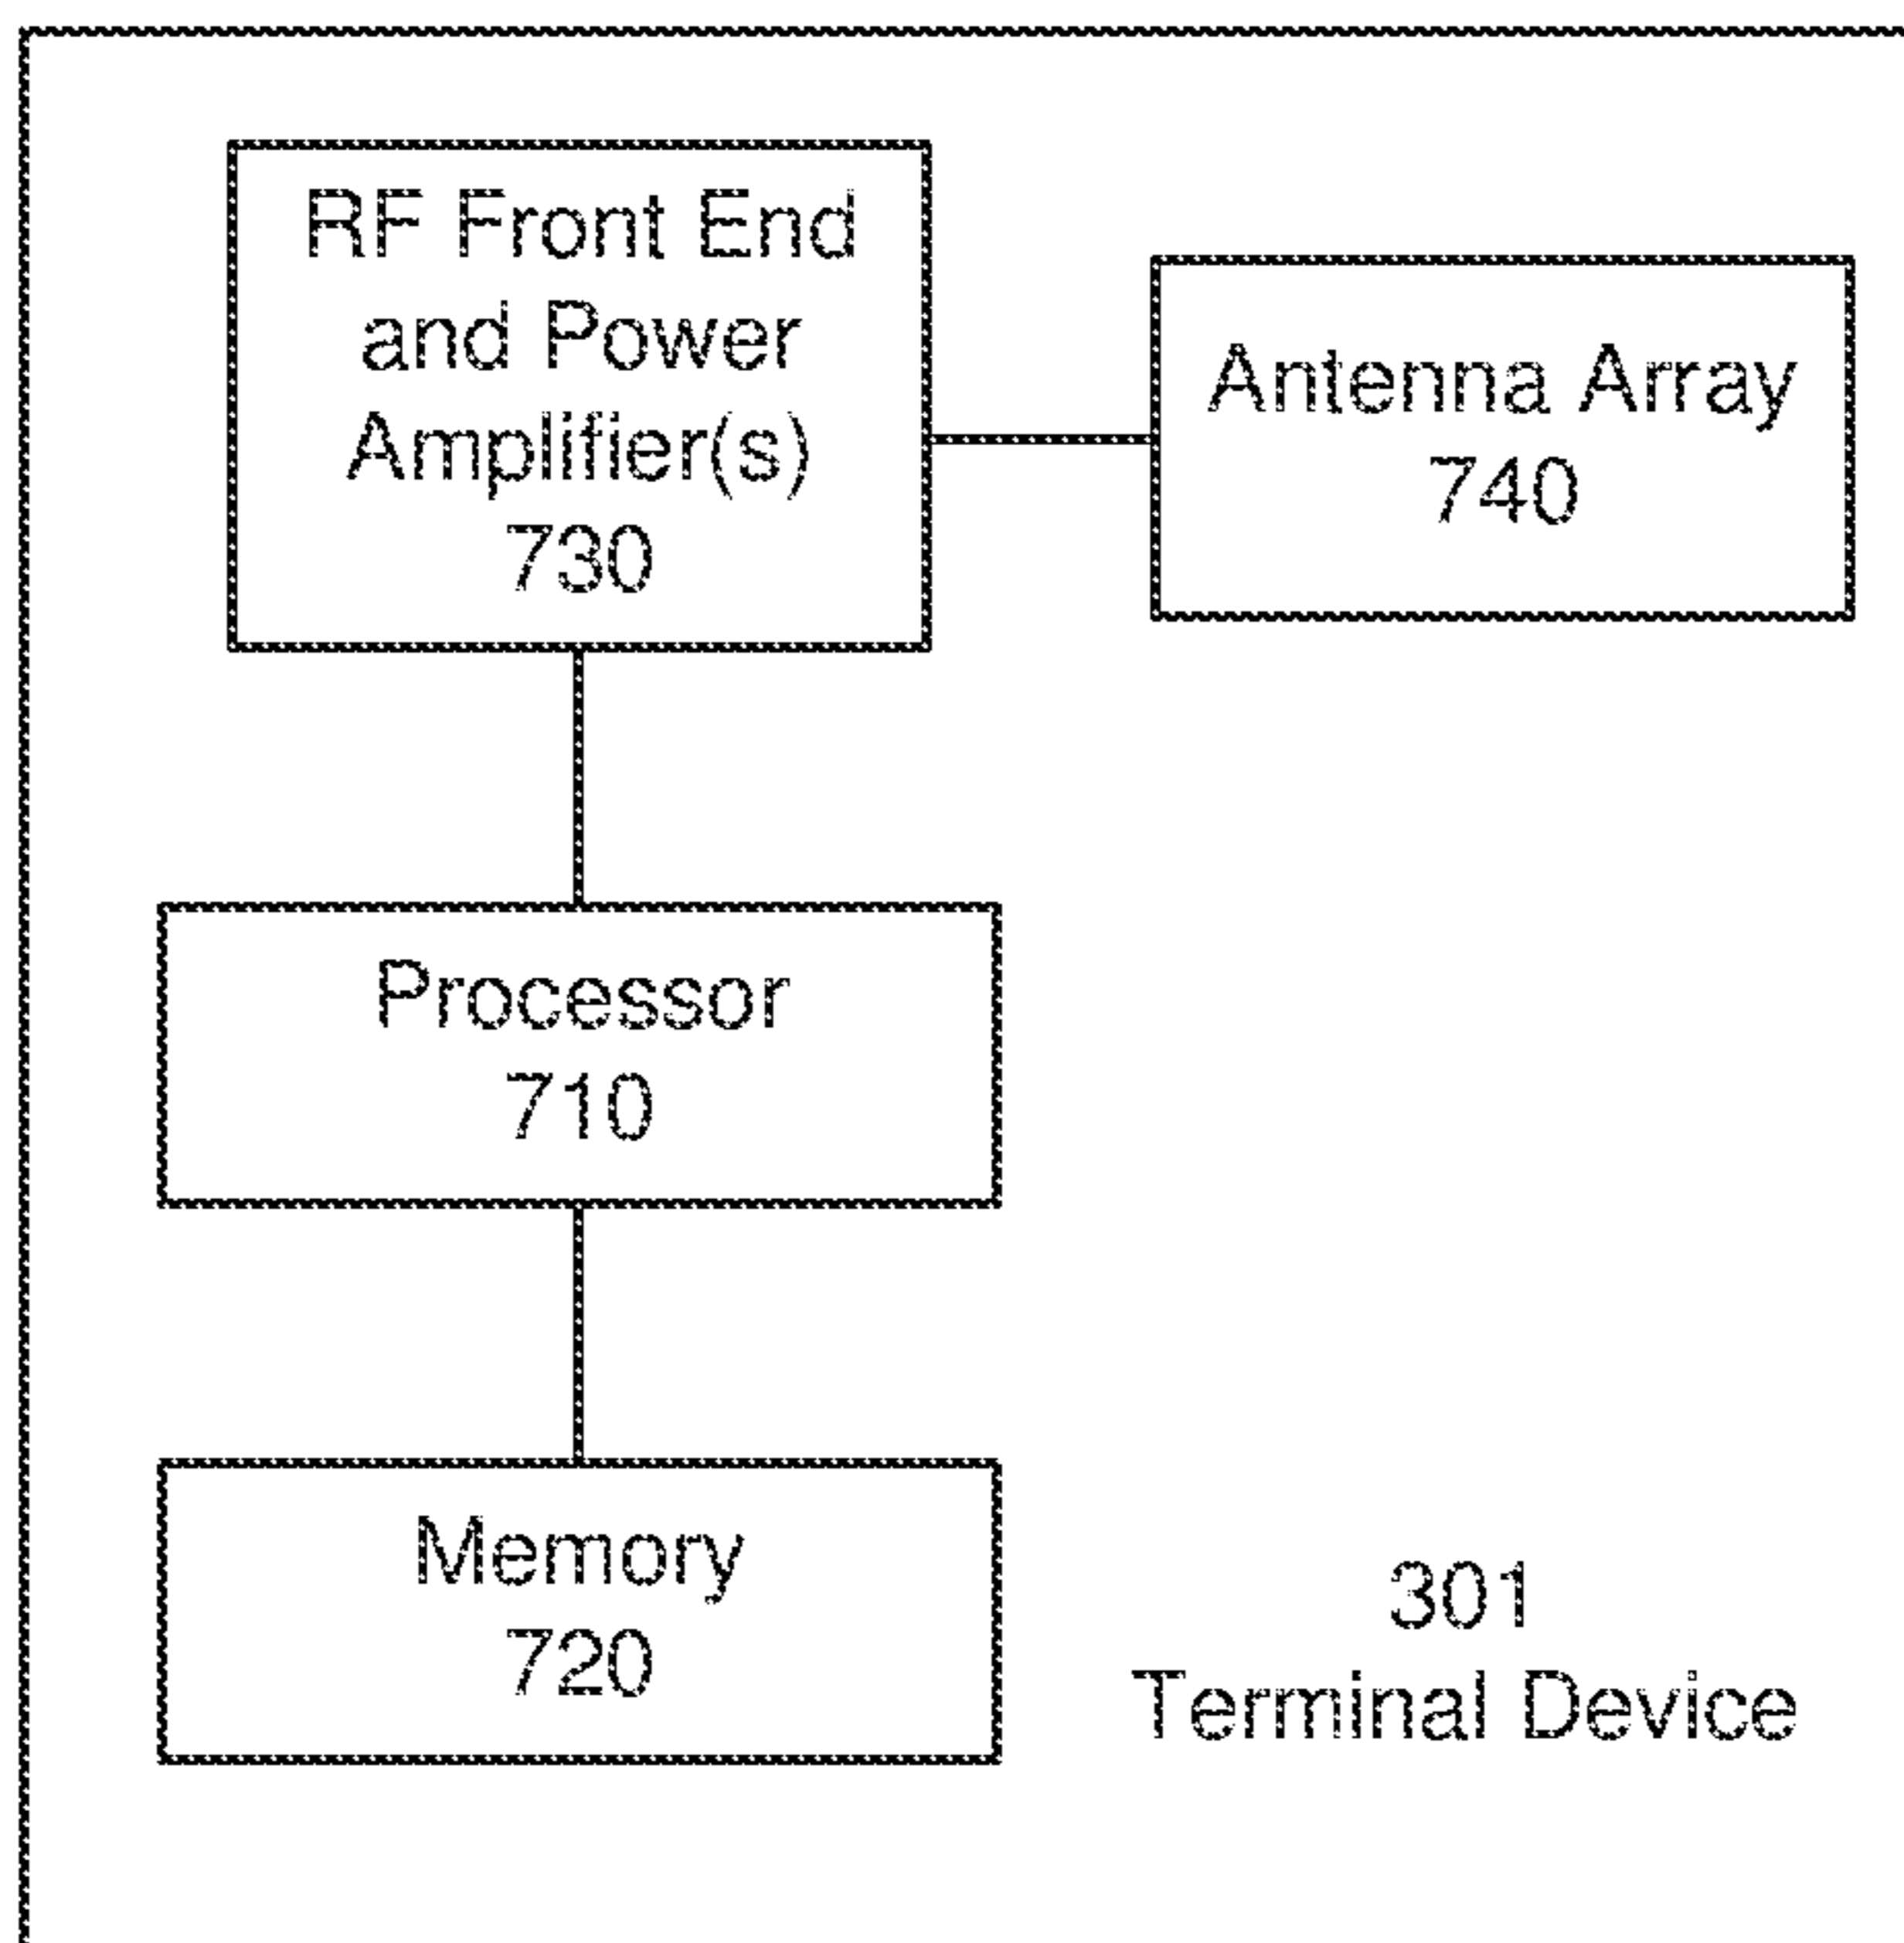 RF Front End
and Power
Amplifier(s)
730
Antenna Array
740
Processor
710
Memory
720
301
Terminal Device